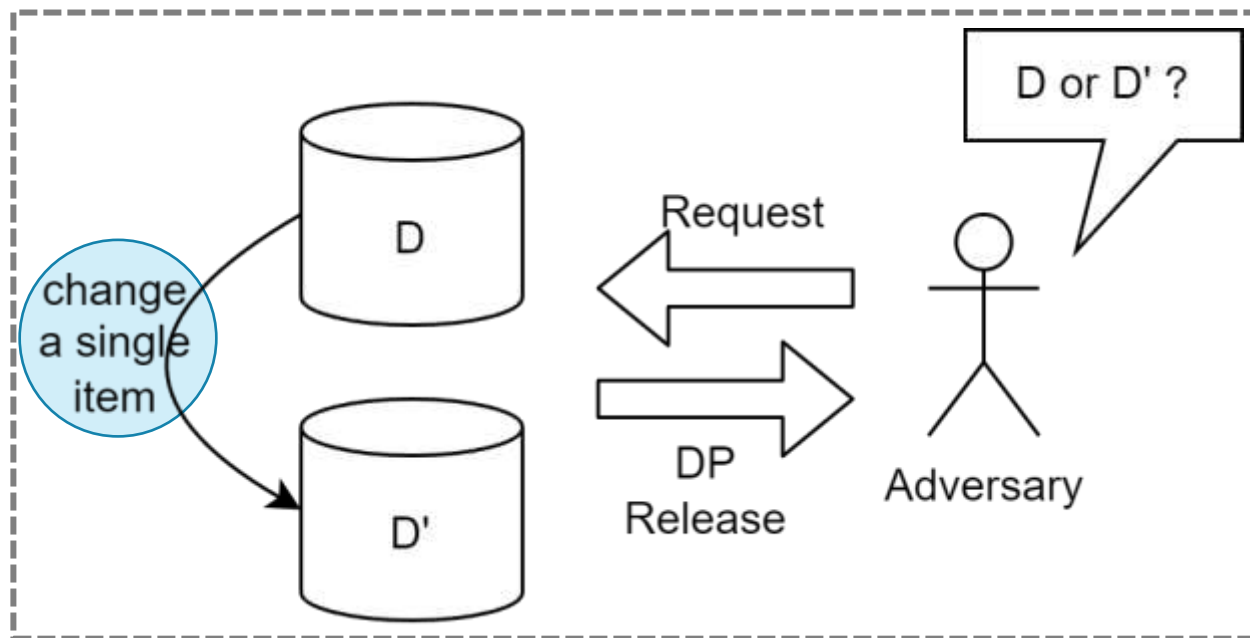 D or D' ?
D
Request
change
a single
item
DP
Release
Adversary
D'